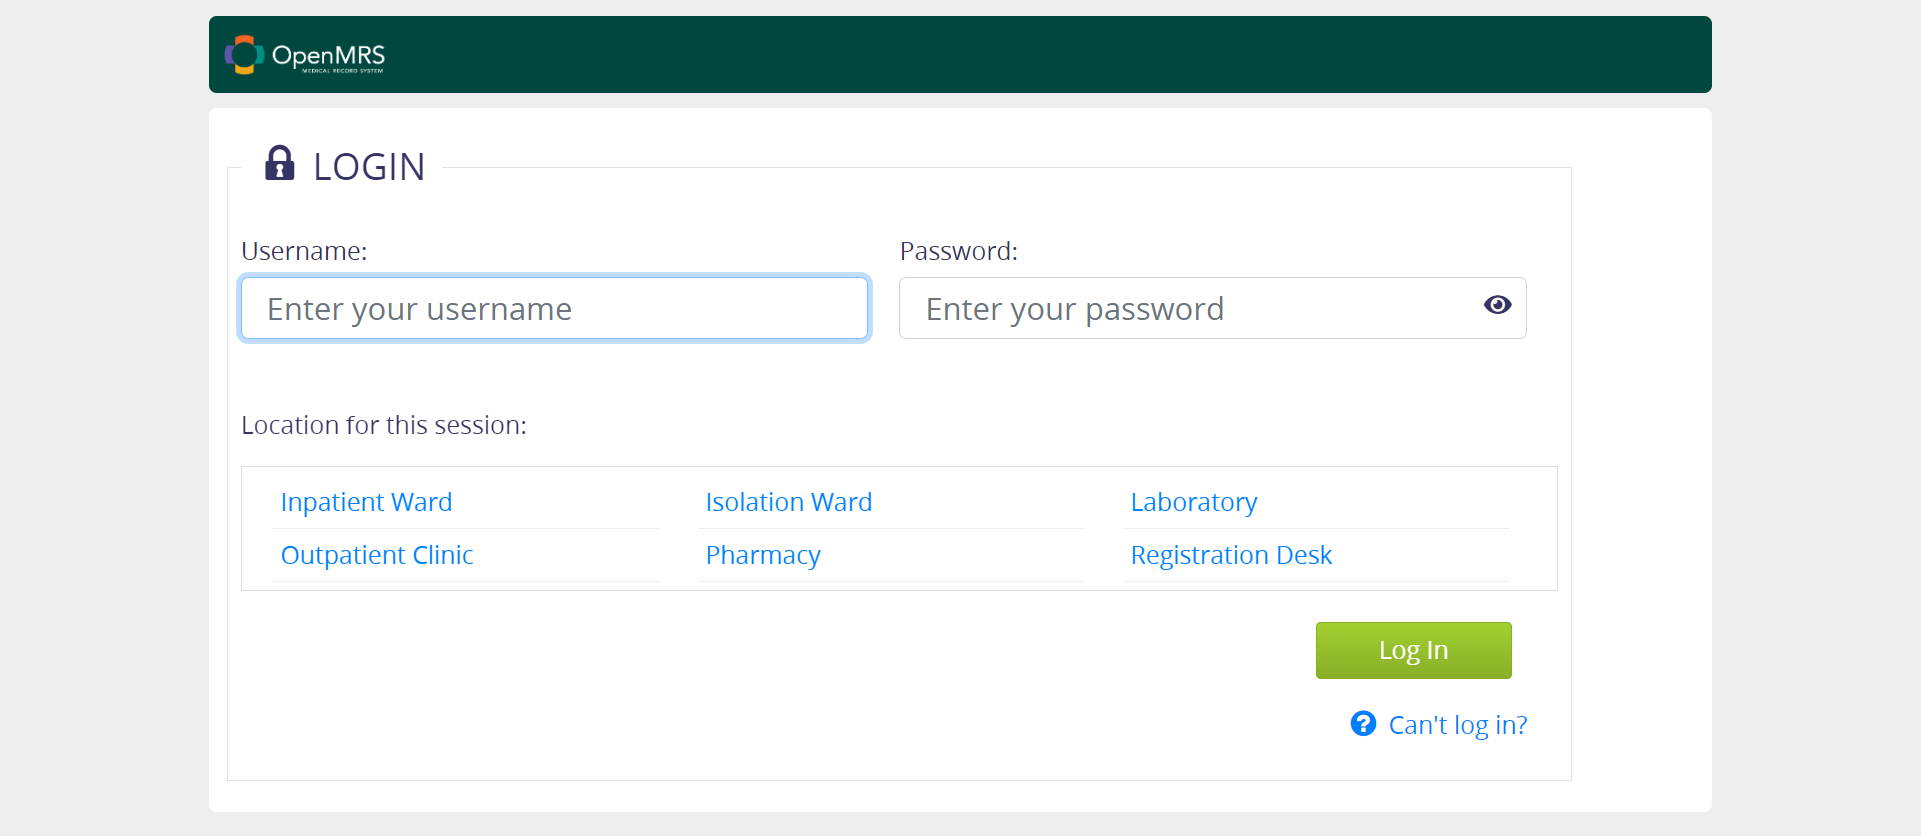 OpenMRS
MEDICAL RECORD SYSTEM
LOGIN
Username:
Password:
Enter your username
Enter your password
Location for this session:
Inpatient Ward
Isolation Ward
Laboratory
Outpatient Clinic
Pharmacy
Registration Desk
Log In
Can't log in?